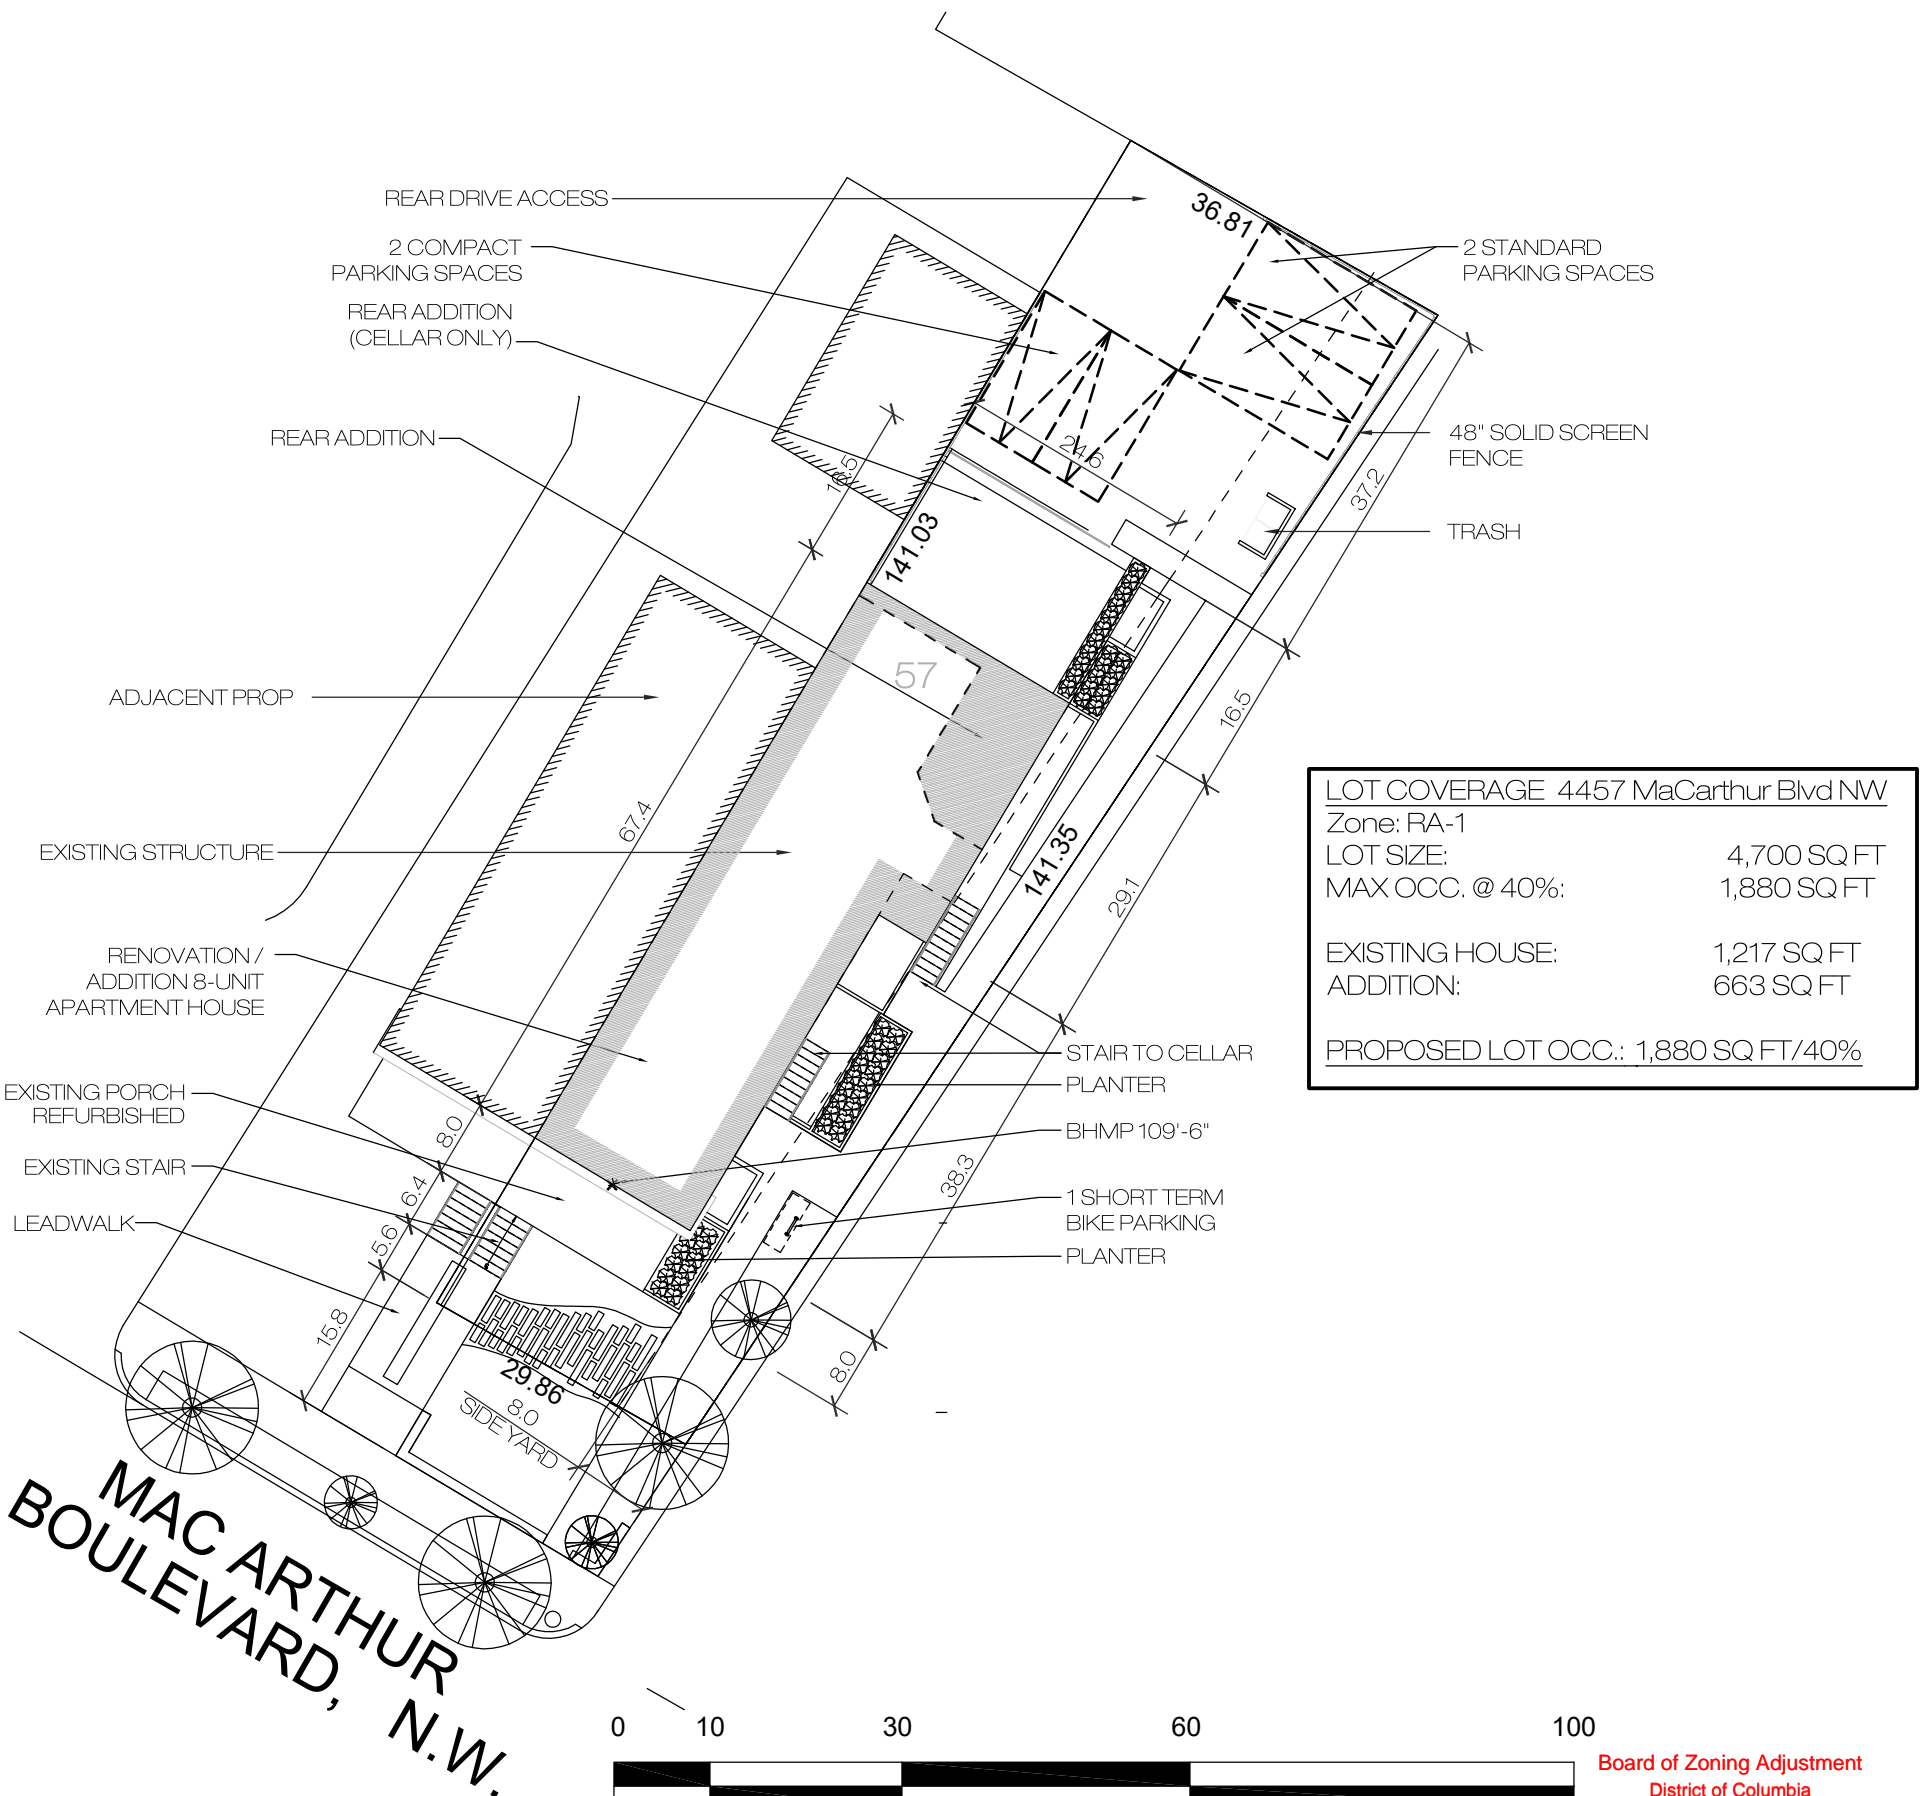 36.81
REAR DRIVE ACCESS
2 COMPACT
PARKING SPACES
REAR ADDITION
(CELLAR ONLY)
REAR ADDITION
2 STANDARD
PARKING SPACES
48" SOLID SCREEN
FENCE
TRASH
24.6
37.2
141.03
57
ADJACENT PROP
16.5
67.4
EXISTING STRUCTURE
141.35
29.1
LOT COVERAGE 4457 MaCarthur Blvd NW
Zone: RA-1
LOT SIZE: 4,700 SQ FT
MAX OCC. @ 40%: 1,880 SQ FT
EXISTING HOUSE: 1,217 SQ FT
ADDITION: 663 SQ FT
PROPOSED LOT OCC.: 1,880 SQ FT/40%
RENOVATION /
ADDITION 8-UNIT
APARTMENT HOUSE
STAIR TO CELLAR
PLANTER
EXISTING PORCH
REFURBISHED
BHMP 109'-6"
8.0
EXISTING STAIR
6.4
38.3
1 SHORT TERM
BIKE PARKING
LEADWALK
5.6
PLANTER
15.8
29.86
8.0
SIDE YARD
8.0
MAC ARTHUR
BOULEVARD, N.W.
0 10 30 60 100
Board of Zoning Adjustment
District of Columbia